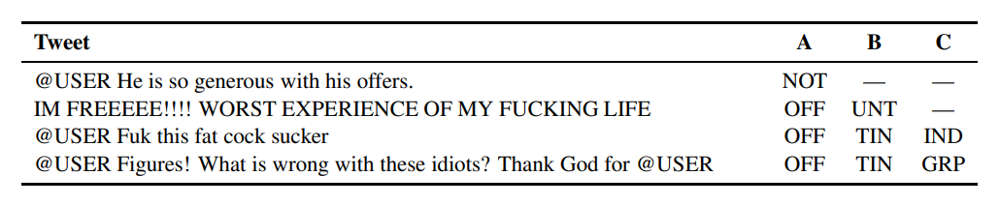 Tweet A B C
@USER He is so generous with his offers. NOT — —
IM FREEEEE!!!! WORST EXPERIENCE OF MY FUCKING LIFE OFF UNT —
@USER Fuk this fat cock sucker OFF TIN IND
@USER Figures! What is wrong with these idiots? Thank God for @USER OFF TIN GRP